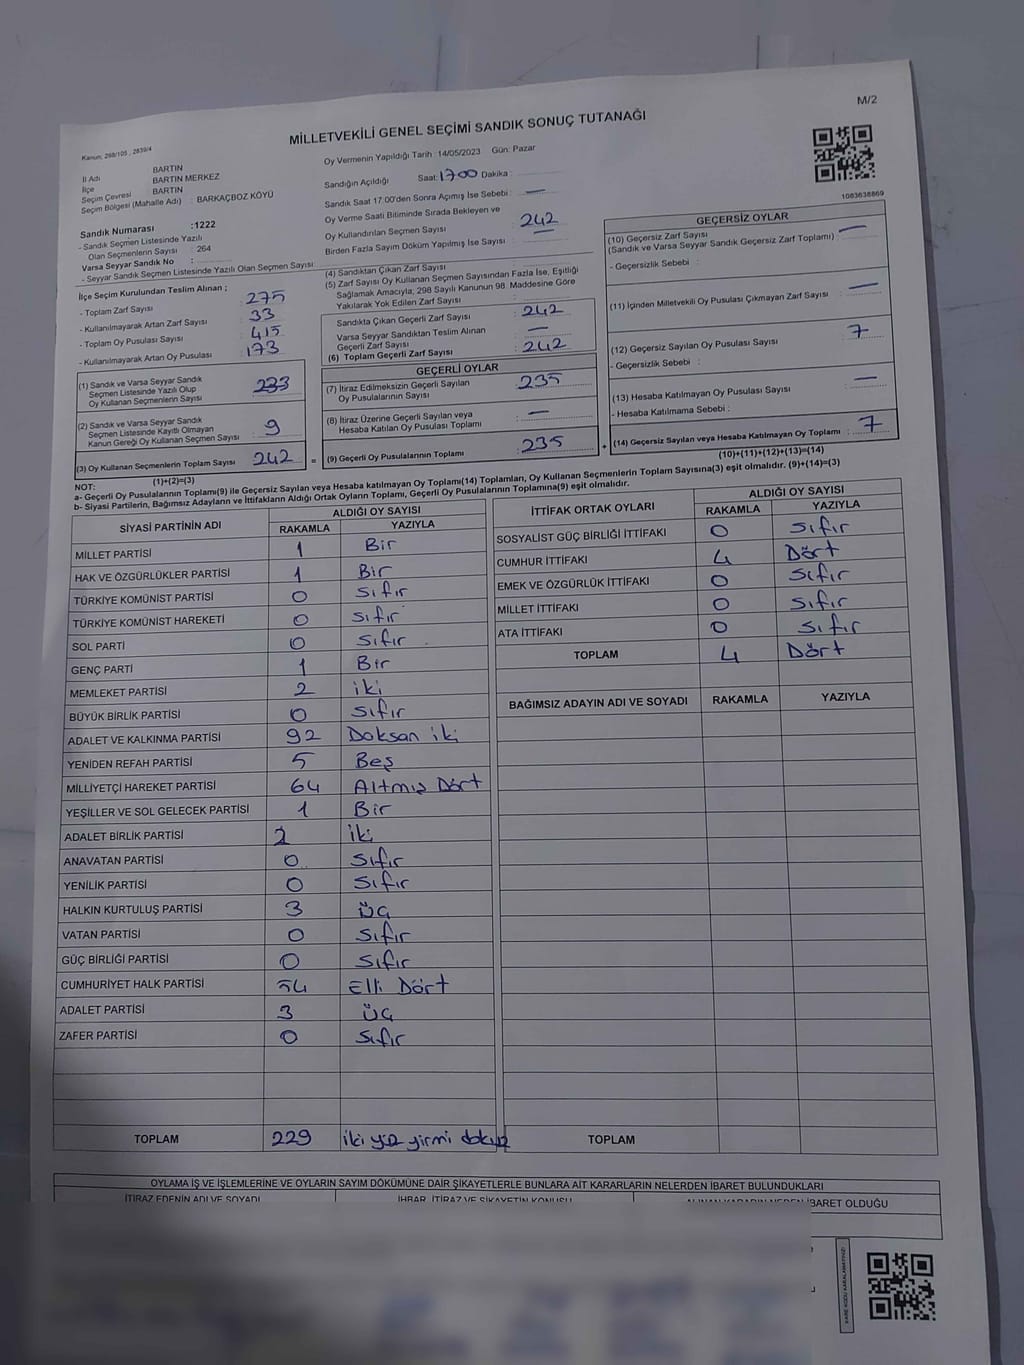 M/2
MİLLETVEKİLİ GENEL SEÇİMİ SANDIK SONUÇ TUTANAĞI
Kanun; 298/105 , 2839/4
İl Adı BARTIN
İlçe BARTIN MERKEZ
Seçim Çevresi BARTIN
Seçim Bölgesi (Mahalle Adı) : BARKAÇBOZ KÖYÜ
Sandık Numarası :1222
- Sandık Seçmen Listesinde Yazılı
Olan Seçmenlerin Sayısı : 264
Varsa Seyyar Sandık No :
- Seyyar Sandık Seçmen Listesinde Yazılı Olan Seçmen Sayısı
Oy Vermenin Yapıldığı Tarih : 14/05/2023 Gün: Pazar
Sandığın Açıldığı Saat: 17 00 Dakika :
Sandık Saat 17.00'den Sonra Açımış İse Sebebi : —
Oy Verme Saati Bitiminde Sırada Bekleyen ve
Oy Kullandırılan Seçmen Sayısı : 242
Birden Fazla Sayım Döküm Yapılmış İse Sayısı : —
1083638869
İlçe Seçim Kurulundan Teslim Alınan ;
- Toplam Zarf Sayısı : 275
- Kullanılmayarak Artan Zarf Sayısı : 33
- Toplam Oy Pusulası Sayısı : 415
- Kullanılmayarak Artan Oy Pusulası : 173
(4) Sandıktan Çıkan Zarf Sayısı
(5) Zarf Sayısı Oy Kullanan Seçmen Sayısından Fazla İse, Eşitliği
Sağlamak Amacıyla; 298 Sayılı Kanunun 98. Maddesine Göre
Yakılarak Yok Edilen Zarf Sayısı :
Sandıkta Çıkan Geçerli Zarf Sayısı : 242
Varsa Seyyar Sandıktan Teslim Alınan
Geçerli Zarf Sayısı : —
(6) Toplam Geçerli Zarf Sayısı : 242
GEÇERSİZ OYLAR
(10) Geçersiz Zarf Sayısı
(Sandık ve Varsa Seyyar Sandık Geçersiz Zarf Toplamı) : —
- Geçersizlik Sebebi :
(11) İçinden Milletvekili Oy Pusulası Çıkmayan Zarf Sayısı : —
(12) Geçersiz Sayılan Oy Pusulası Sayısı : 7
- Geçersizlik Sebebi :
(13) Hesaba Katılmayan Oy Pusulası Sayısı : —
- Hesaba Katılmama Sebebi :
(14) Geçersiz Sayılan veya Hesaba Katılmayan Oy Toplamı : 7
(10)+(11)+(12)+(13)=(14)
(1) Sandık ve Varsa Seyyar Sandık
Seçmen Listesinde Yazılı Olup
Oy Kullanan Seçmenlerin Sayısı : 233
(2) Sandık ve Varsa Seyyar Sandık
Seçmen Listesinde Kayıtlı Olmayan
Kanun Gereği Oy Kullanan Seçmen Sayısı : 9
(3) Oy Kullanan Seçmenlerin Toplam Sayısı : 242
(1)+(2)=(3)
GEÇERLİ OYLAR
(7) İtiraz Edilmeksizin Geçerli Sayılan
Oy Pusulalarının Sayısı : 235
(8) İtiraz Üzerine Geçerli Sayılan veya
Hesaba Katılan Oy Pusulası Toplamı : —
(9) Geçerli Oy Pusulalarının Toplamı : 235
NOT:
a- Geçerli Oy Pusulalarının Toplamı(9) ile Geçersiz Sayılan veya Hesaba katılmayan Oy Toplamı(14) Toplamları, Oy Kullanan Seçmenlerin Toplam Sayısına(3) eşit olmalıdır. (9)+(14)=(3)
b- Siyasi Partilerin, Bağımsız Adayların ve İttifakların Aldığı Ortak Oyların Toplamı, Geçerli Oy Pusulalarının Toplamına(9) eşit olmalıdır.
SİYASİ PARTİNİN ADI ALDIĞI OY SAYISI
RAKAMLA YAZIYLA
MİLLET PARTİSİ 1 Bir
HAK VE ÖZGÜRLÜKLER PARTİSİ 1 Bir
TÜRKİYE KOMÜNİST PARTİSİ 0 Sıfır
TÜRKİYE KOMÜNİST HAREKETİ 0 Sıfır
SOL PARTİ 0 Sıfır
GENÇ PARTİ 1 Bir
MEMLEKET PARTİSİ 2 iki
BÜYÜK BİRLİK PARTİSİ 0 Sıfır
ADALET VE KALKINMA PARTİSİ 92 Doksan iki
YENİDEN REFAH PARTİSİ 5 Beş
MİLLİYETÇİ HAREKET PARTİSİ 64 Altmış Dört
YEŞİLLER VE SOL GELECEK PARTİSİ 1 Bir
ADALET BİRLİK PARTİSİ 2 iki
ANAVATAN PARTİSİ 0 Sıfır
YENİLİK PARTİSİ 0 Sıfır
HALKIN KURTULUŞ PARTİSİ 3 üç
VATAN PARTİSİ 0 Sıfır
GÜÇ BİRLİĞİ PARTİSİ 0 Sıfır
CUMHURİYET HALK PARTİSİ 54 Elli Dört
ADALET PARTİSİ 3 üç
ZAFER PARTİSİ 0 Sıfır
TOPLAM 229 iki yüz yirmi dokuz
İTTİFAK ORTAK OYLARI ALDIĞI OY SAYISI
RAKAMLA YAZIYLA
SOSYALİST GÜÇ BİRLİĞİ İTTİFAKI 0 Sıfır
CUMHUR İTTİFAKI 4 Dört
EMEK VE ÖZGÜRLÜK İTTİFAKI 0 Sıfır
MİLLET İTTİFAKI 0 Sıfır
ATA İTTİFAKI 0 Sıfır
TOPLAM 4 Dört
BAĞIMSIZ ADAYIN ADI VE SOYADI RAKAMLA YAZIYLA
TOPLAM
OYLAMA İŞ VE İŞLEMLERİNE VE OYLARIN SAYIM DÖKÜMÜNE DAİR ŞİKAYETLERLE BUNLARA AİT KARARLARIN NELERDEN İBARET BULUNDUKLARI
İTİRAZ EDENİN ADI VE SOYADI İHBAR, İTİRAZ VE ŞİKAYETİN KONUSU ALINAN KARARIN NEDEN İBARET OLDUĞU
KARE KODU KARALAMAYINIZ!